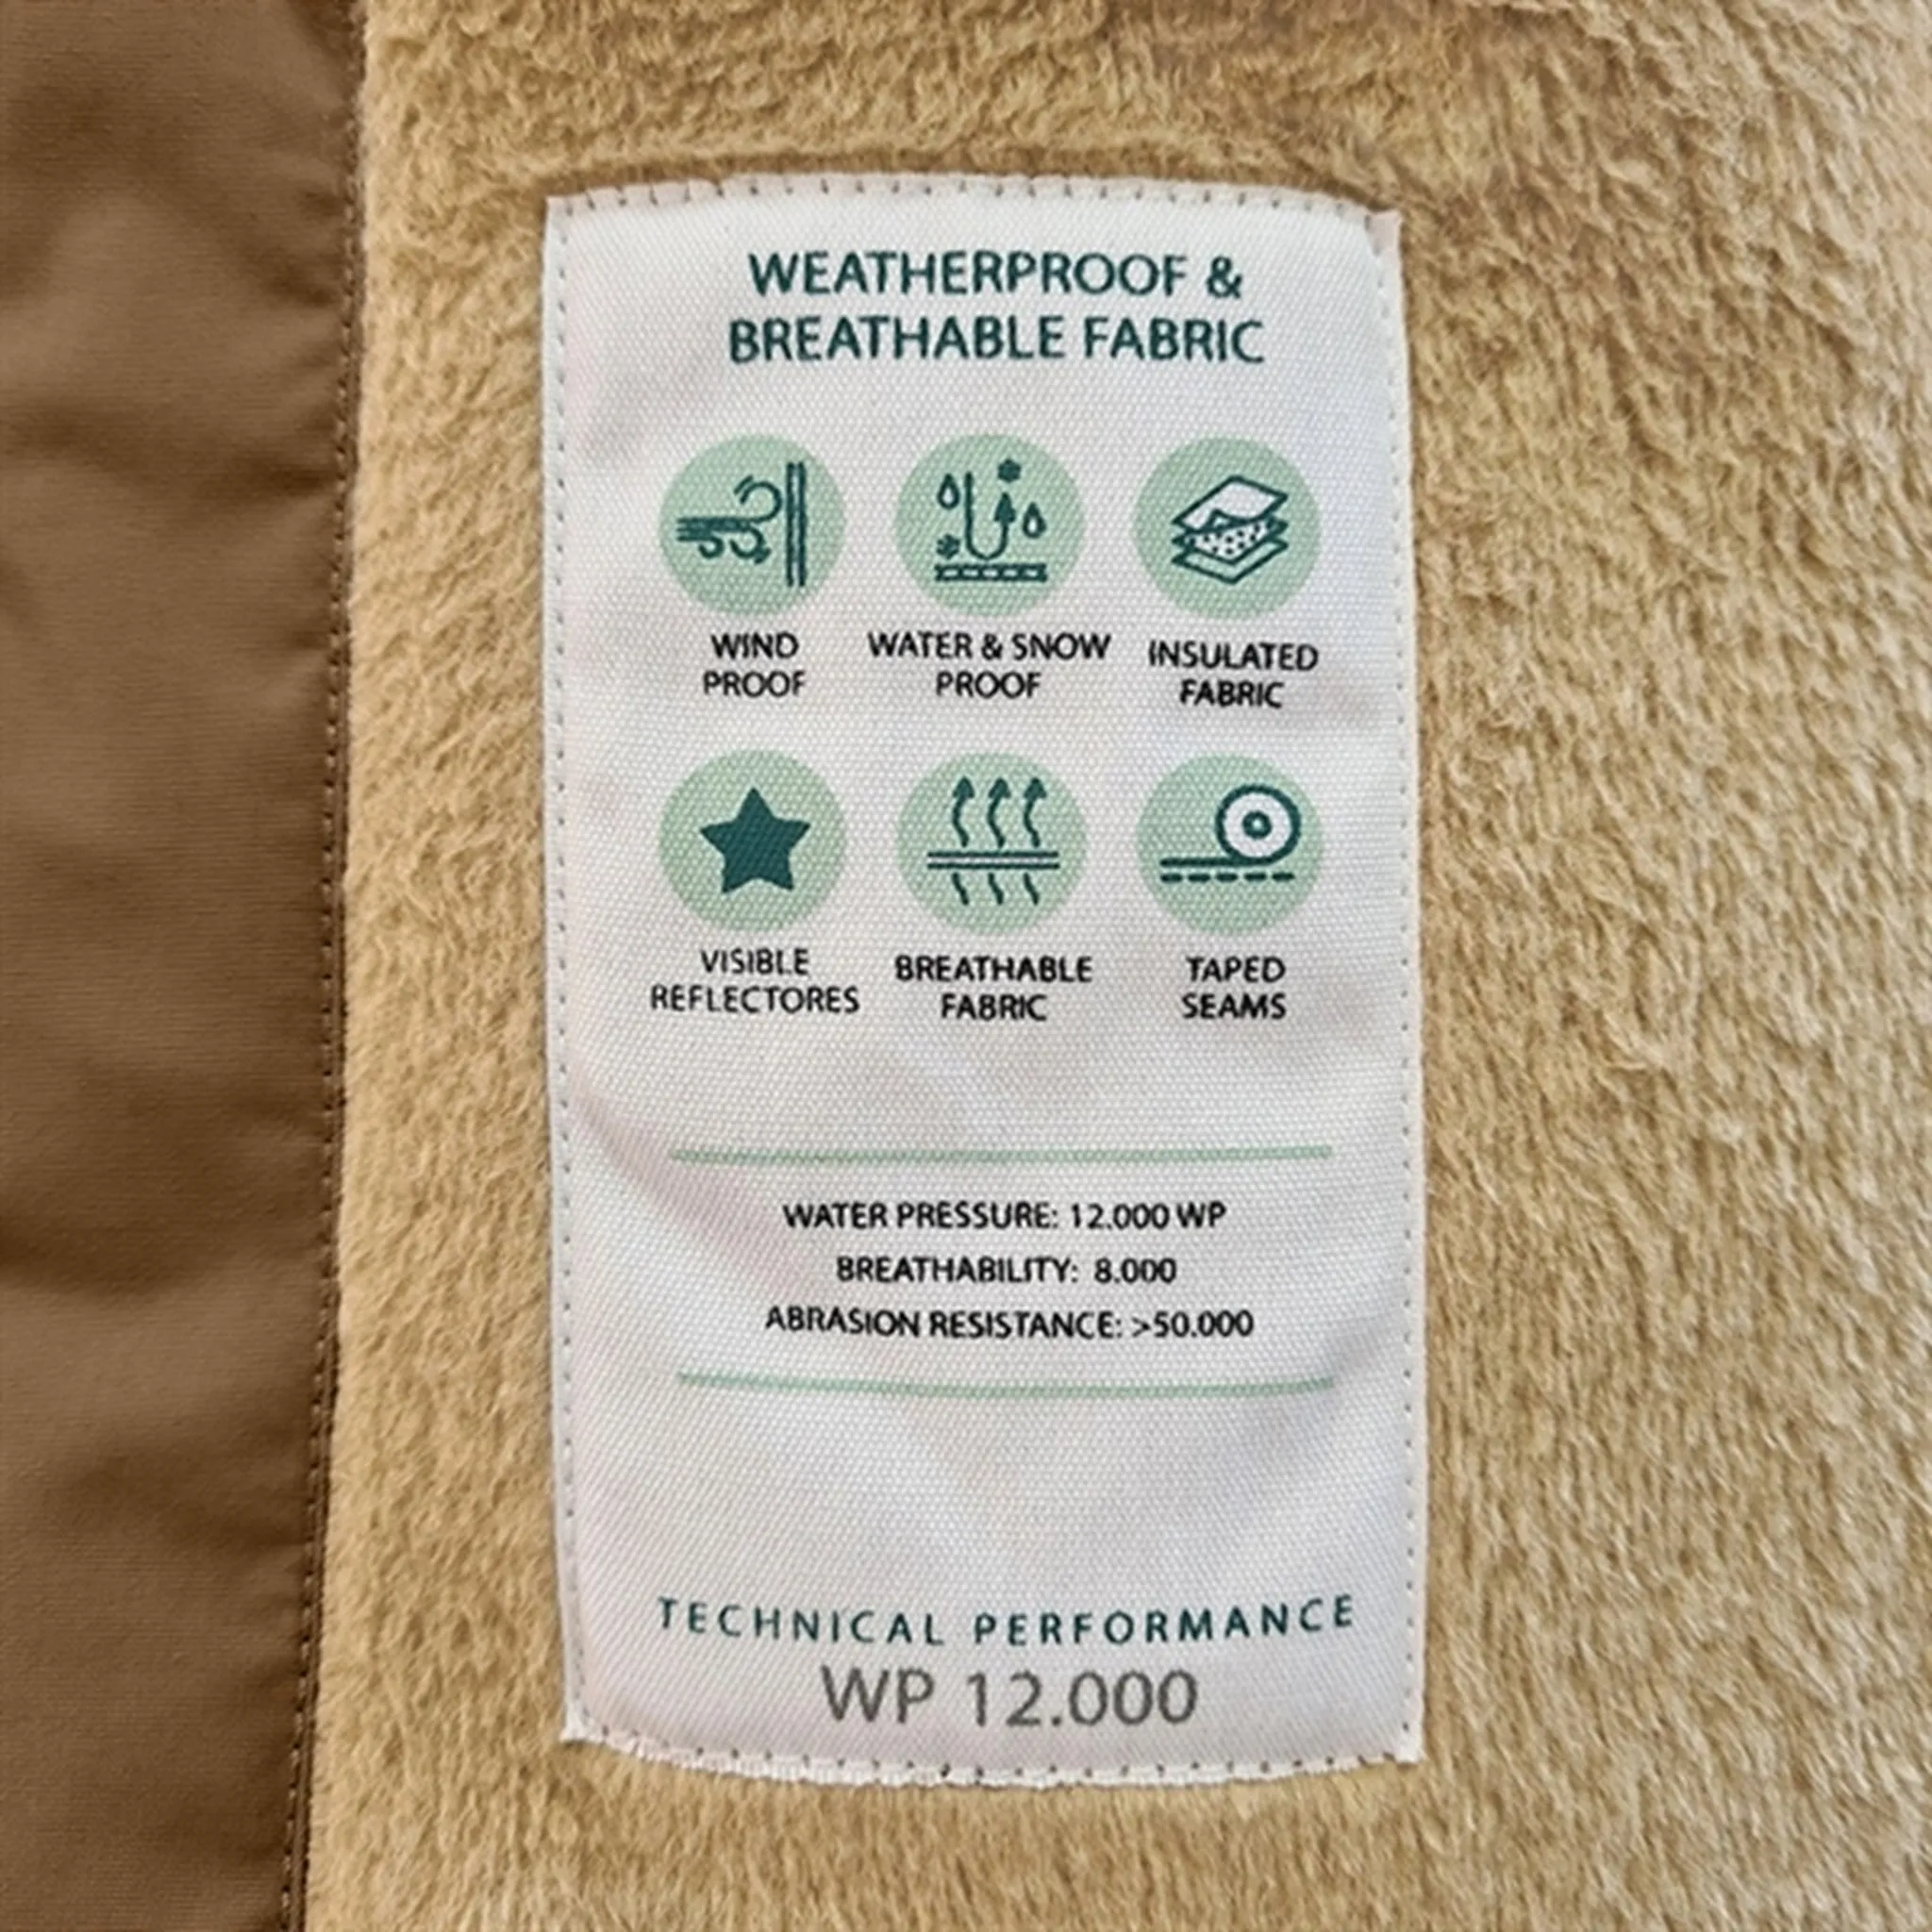 WEATHERPROOF &
BREATHABLE FABRIC
WIND
PROOF
WATER & SNOW
PROOF
INSULATED
FABRIC
VISIBLE
REFLECTORES
BREATHABLE
FABRIC
TAPED
SEAMS
WATER PRESSURE: 12.000 WP
BREATHABILITY: 8.000
ABRASION RESISTANCE: >50.000
TECHNICAL PERFORMANCE
WP 12.000